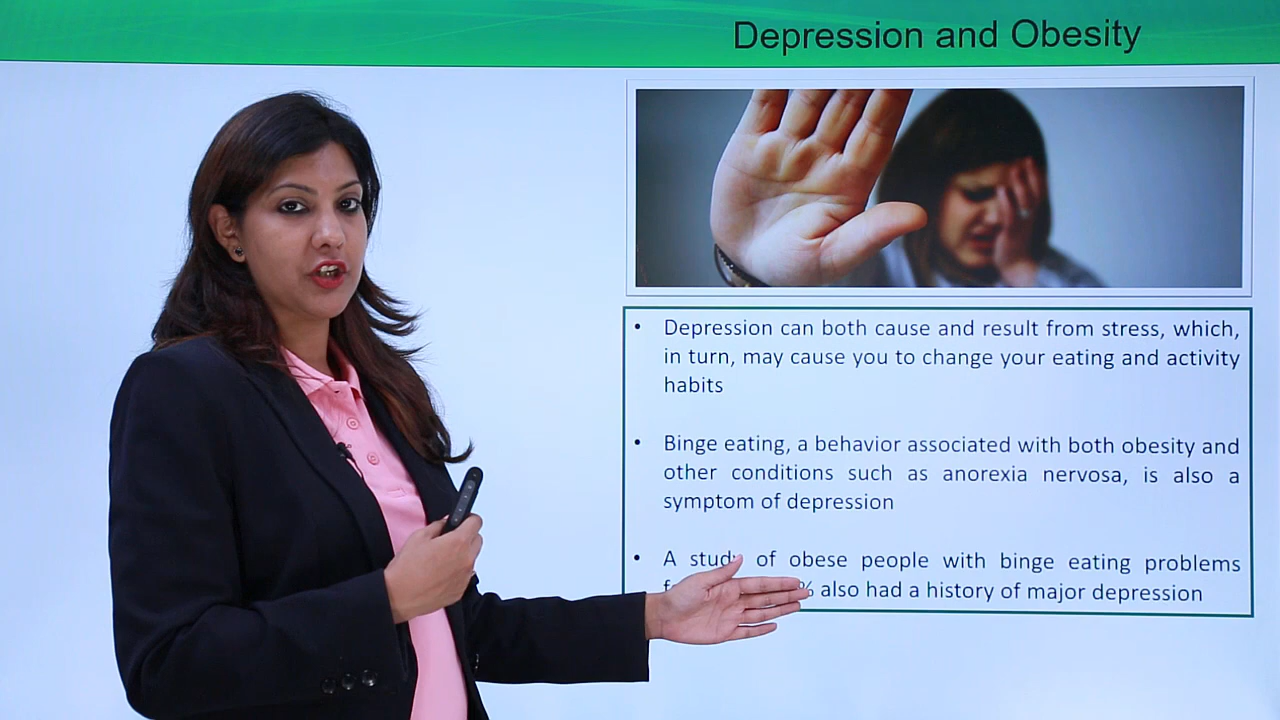 Depression and Obesity
• Depression can both cause and result from stress, which,
in turn, may cause you to change your eating and activity
habits
• Binge eating, a behavior associated with both obesity and
other conditions such as anorexia nervosa, is also a
symptom of depression
• A study of obese people with binge eating problems
% also had a history of major depression